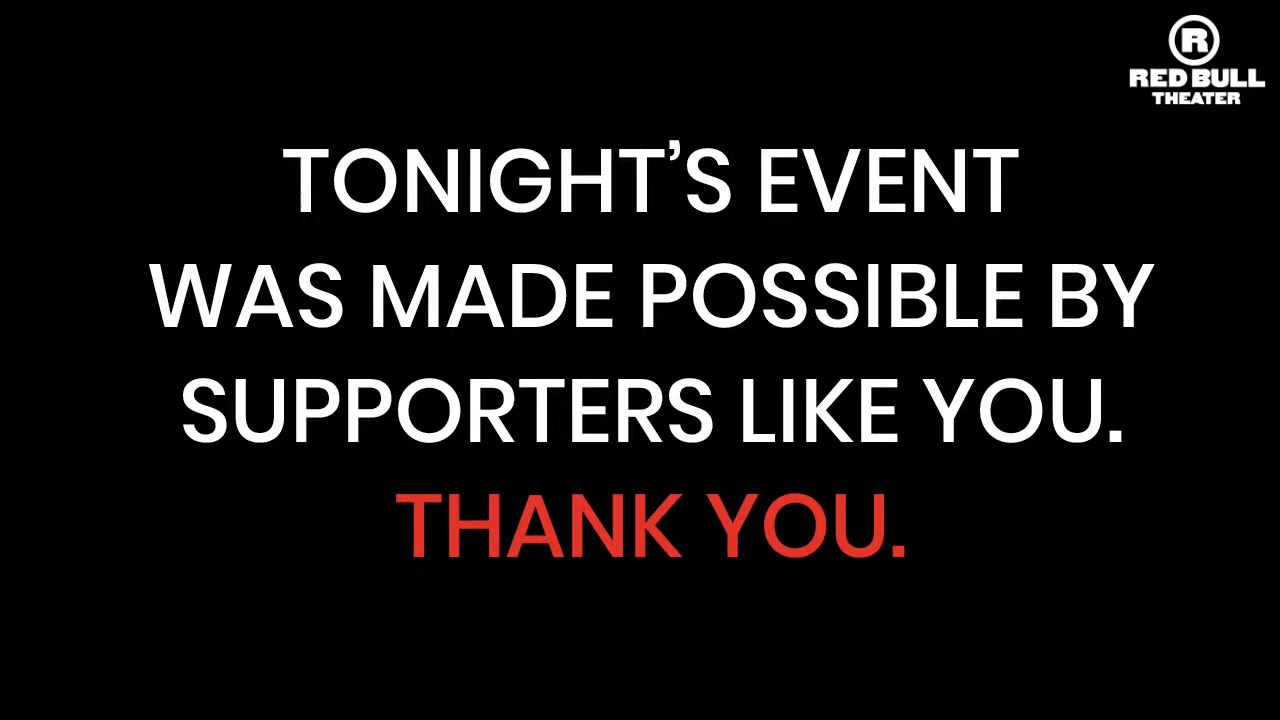 R
RED BULL
THEATER
TONIGHT’S EVENT
WAS MADE POSSIBLE BY
SUPPORTERS LIKE YOU.
THANK YOU.